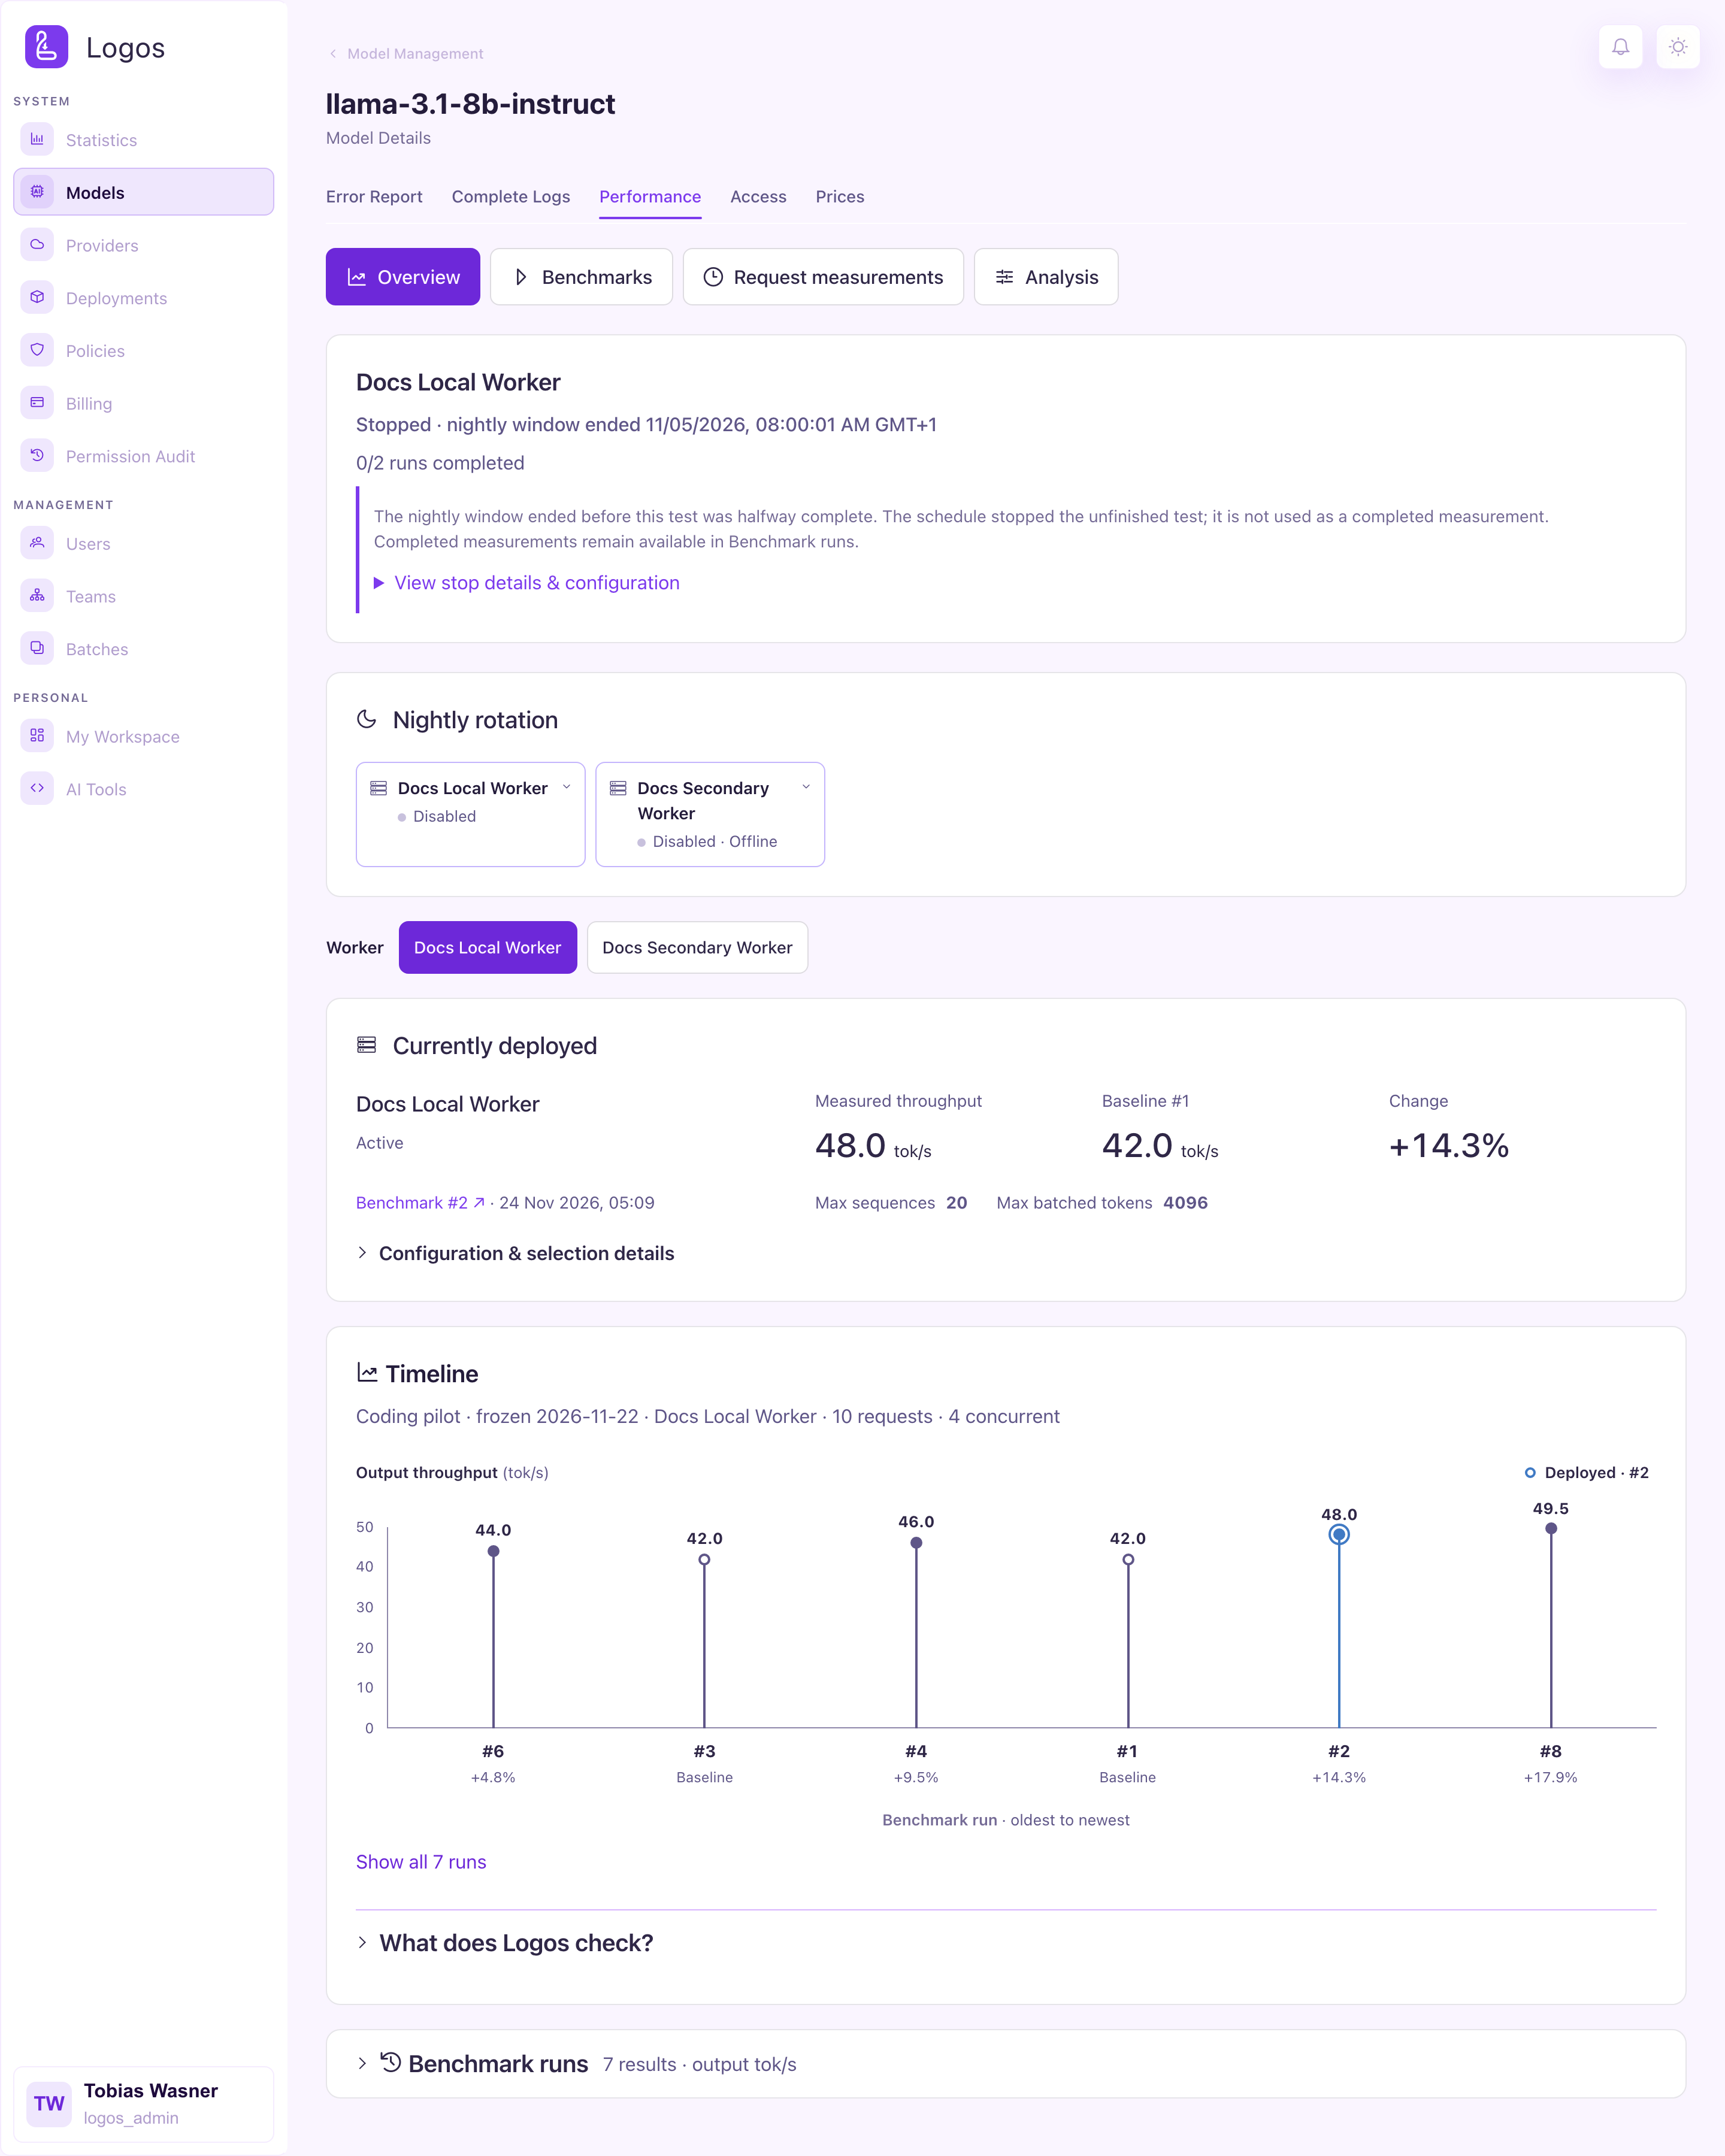 Logos
SYSTEM
Statistics
Models
Providers
Deployments
Policies
Billing
Permission Audit
MANAGEMENT
Users
Teams
Batches
PERSONAL
My Workspace
AI Tools
TW
Tobias Wasner
logos_admin
Model Management
llama-3.1-8b-instruct
Model Details
Error Report Complete Logs Performance Access Prices
Overview Benchmarks Request measurements Analysis
Docs Local Worker
Stopped · nightly window ended 11/05/2026, 08:00:01 AM GMT+1
0/2 runs completed
The nightly window ended before this test was halfway complete. The schedule stopped the unfinished test; it is not used as a completed measurement.
Completed measurements remain available in Benchmark runs.
View stop details & configuration
Nightly rotation
Docs Local Worker
Disabled
Docs Secondary
Worker
Disabled · Offline
Worker Docs Local Worker Docs Secondary Worker
Currently deployed
Docs Local Worker
Active
Measured throughput
48.0 tok/s
Baseline #1
42.0 tok/s
Change
+14.3%
Benchmark #2 ↗ · 24 Nov 2026, 05:09
Max sequences 20 Max batched tokens 4096
Configuration & selection details
Timeline
Coding pilot · frozen 2026-11-22 · Docs Local Worker · 10 requests · 4 concurrent
Output throughput (tok/s)
Deployed · #2
50
40
30
20
10
0
44.0 42.0 46.0 42.0 48.0 49.5
#6 #3 #4 #1 #2 #8
+4.8% Baseline +9.5% Baseline +14.3% +17.9%
Benchmark run · oldest to newest
Show all 7 runs
What does Logos check?
Benchmark runs 7 results · output tok/s